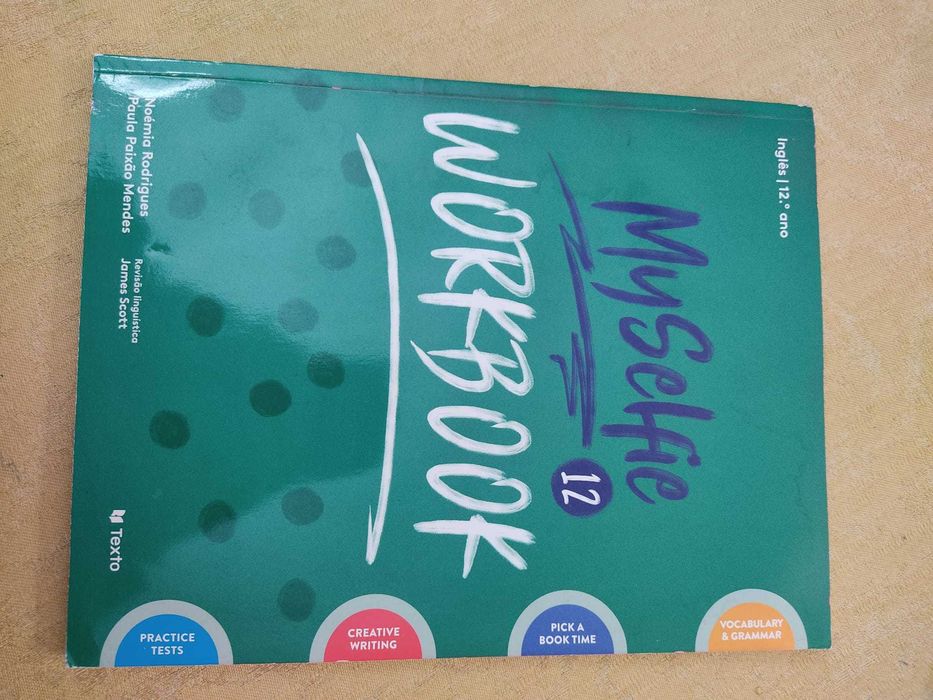 Inglês | 12.º ano
MySelfie
12
WORKBOOK
Noémia Rodrigues
Paula Paixão Mendes
Revisão linguística
James Scott
Texto
VOCABULARY
& GRAMMAR
PICK A
BOOK TIME
CREATIVE
WRITING
PRACTICE
TESTS